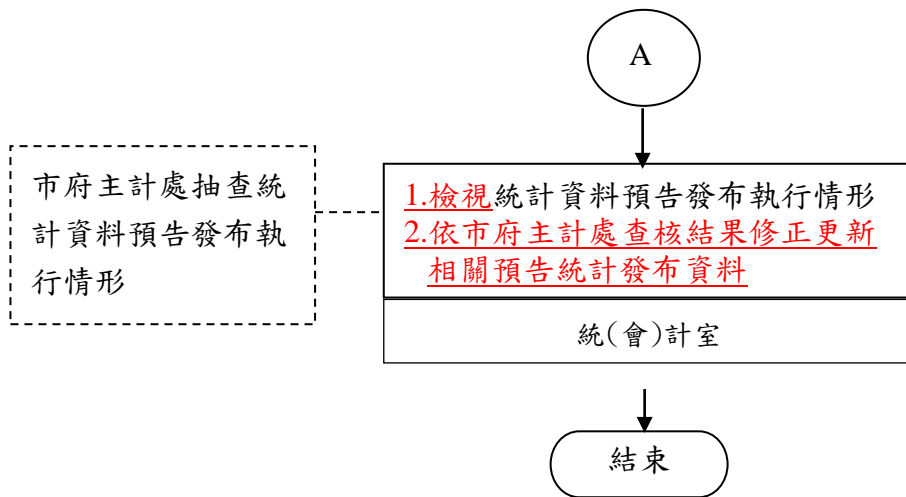 A
市府主計處抽查統
計資料預告發布執
行情形
1.檢視統計資料預告發布執行情形
2.依市府主計處查核結果修正更新
相關預告統計發布資料
統(會)計室
結束